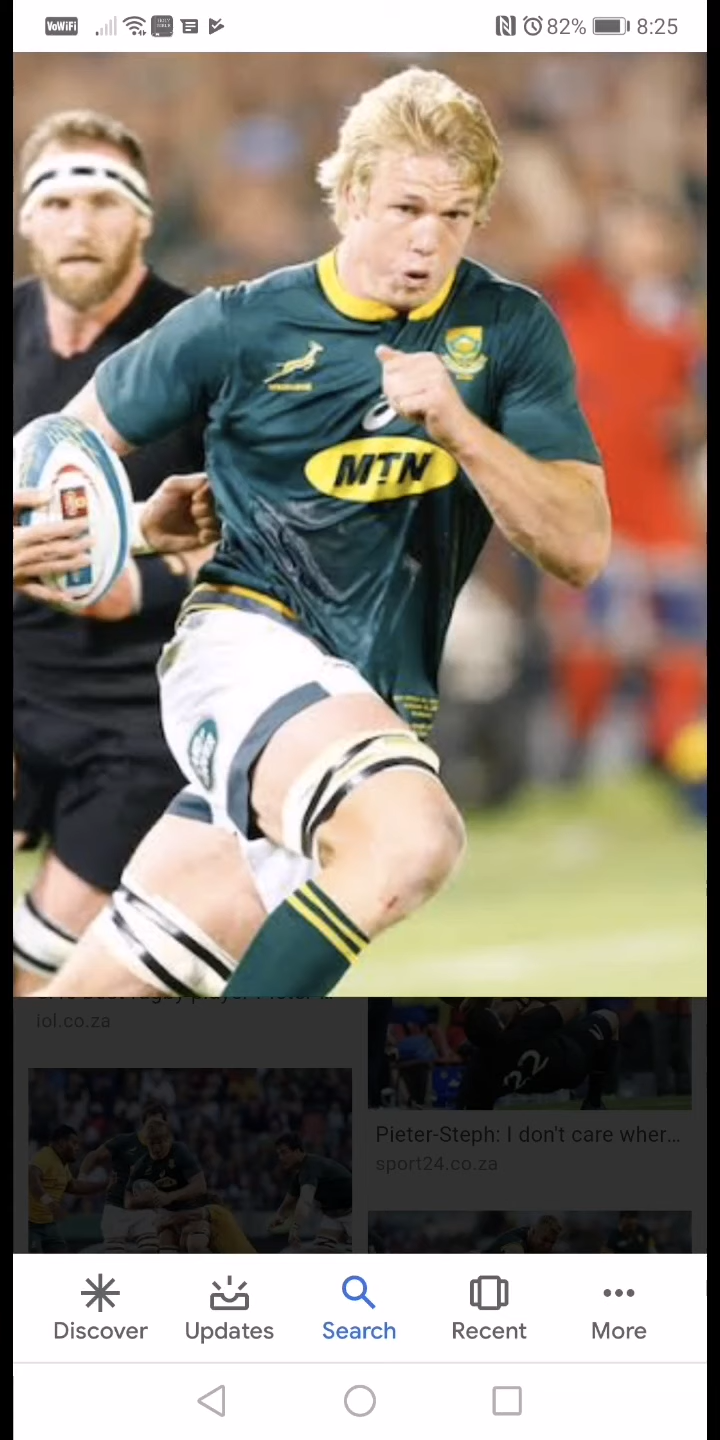 VoWiFi
82%
8:25
MTN
iol.co.za
22
Pieter-Steph: I don't care wher...
sport24.co.za
Discover
Updates
Search
Recent
More